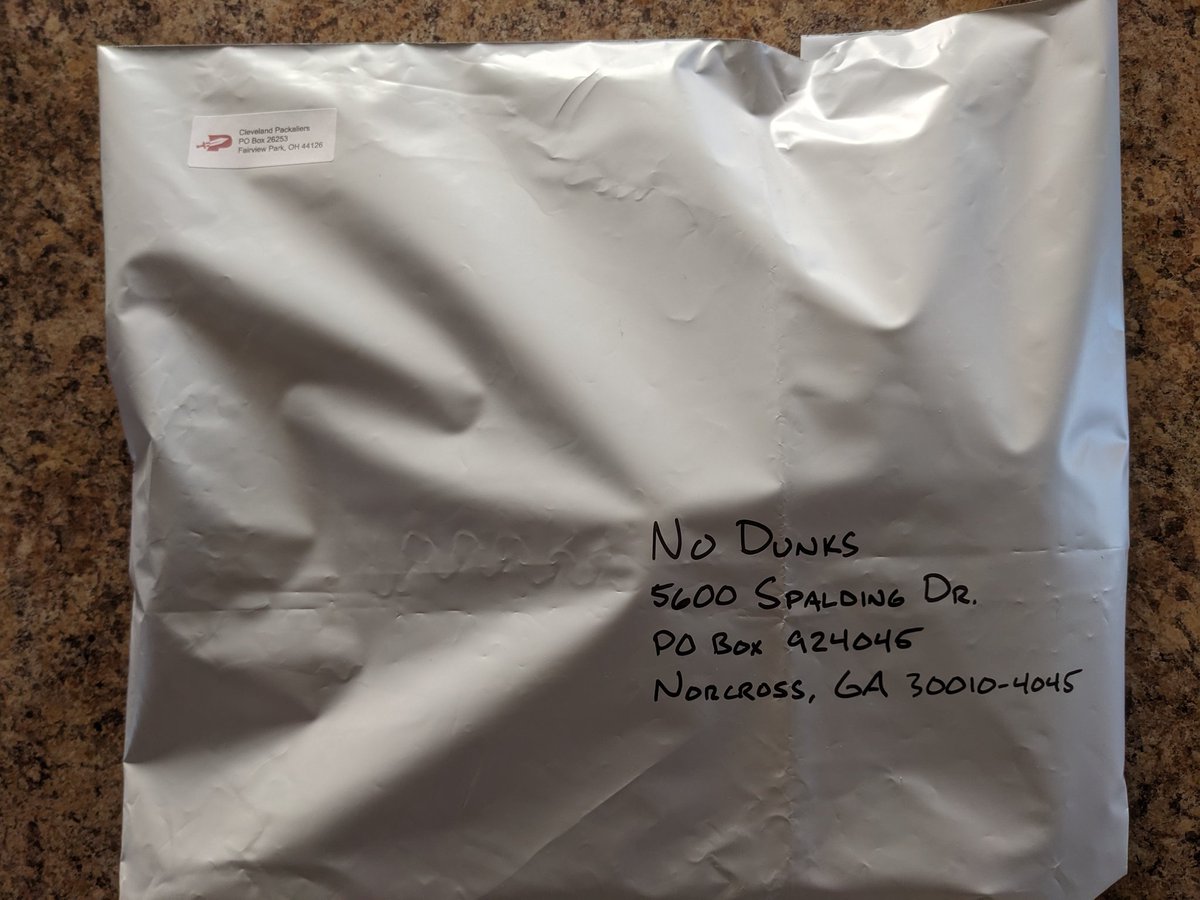 Cleveland Packaliers
PO Box 26253
Fairview Park, OH 44126
No Dunks
5600 Spalding Dr.
PO Box 924045
Norcross, GA 30010-4045